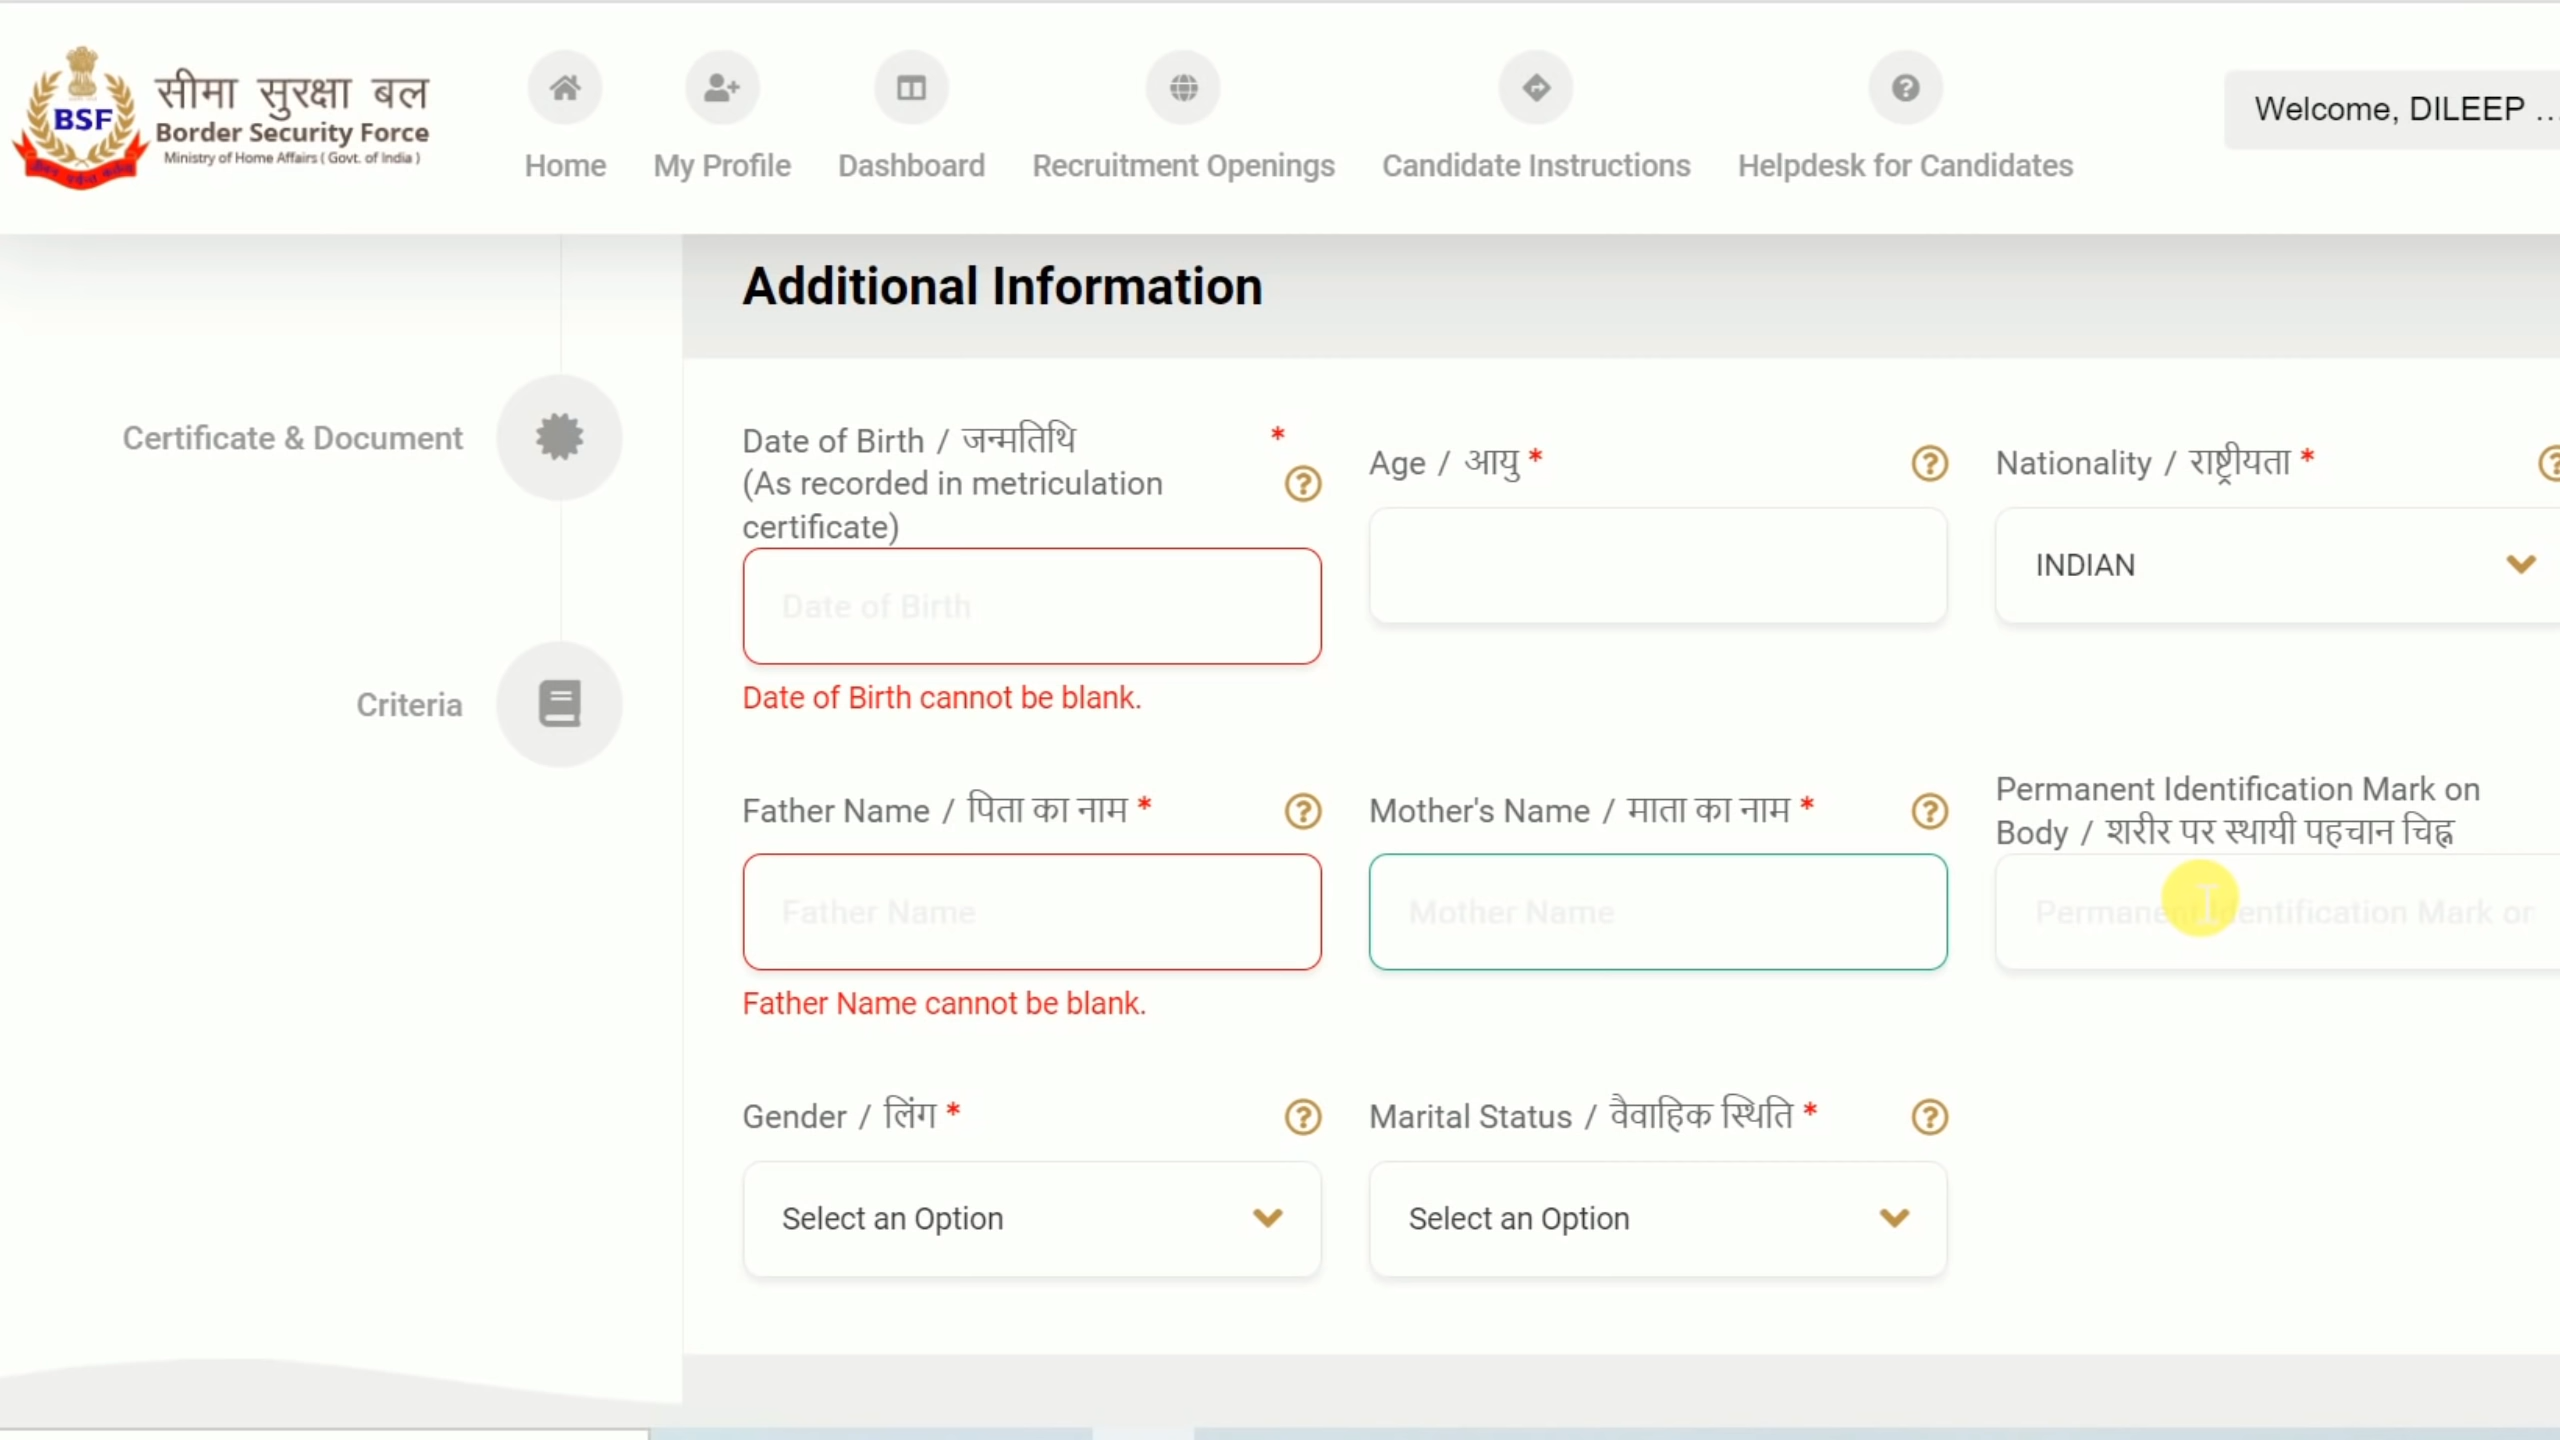 सीमा सुरक्षा बल
BSF
Border Security Force
Ministry of Home Affairs ( Govt. of India )
Home
My Profile
Dashboard
Recruitment Openings
Candidate Instructions
Helpdesk for Candidates
Welcome, DILEEP ...
Additional Information
Certificate & Document
Criteria
Date of Birth / जन्मतिथि *
(As recorded in metriculation
certificate)
Date of Birth
Date of Birth cannot be blank.
Age / आयु *
Nationality / राष्ट्रीयता *
INDIAN
Father Name / पिता का नाम *
Father Name
Father Name cannot be blank.
Mother's Name / माता का नाम *
Mother Name
Permanent Identification Mark on
Body / शरीर पर स्थायी पहचान चिह्न
Permanent Identification Mark or
Gender / लिंग *
Select an Option
Marital Status / वैवाहिक स्थिति *
Select an Option